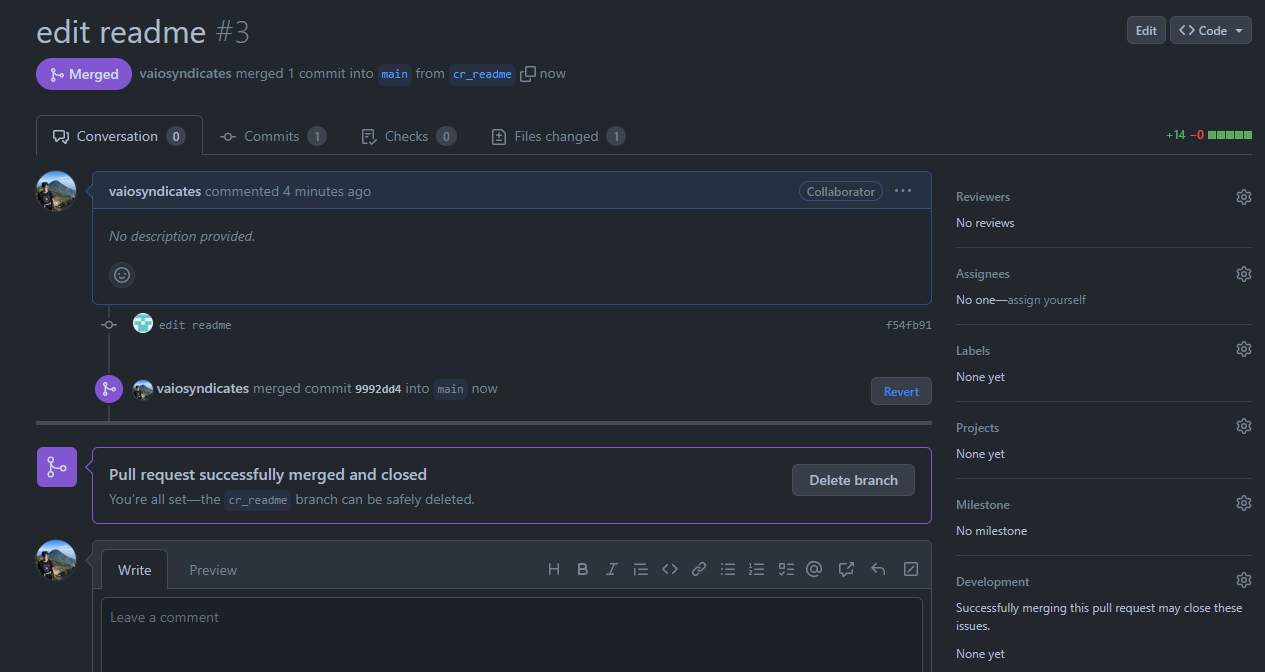 edit readme #3
Edit
Code
Merged
vaiosyndicates merged 1 commit into main from cr_readme now
Conversation 0
Commits 1
Checks 0
Files changed 1
+14 −0
vaiosyndicates commented 4 minutes ago
Collaborator
No description provided.
edit readme
f54fb91
vaiosyndicates merged commit 9992dd4 into main now
Revert
Pull request successfully merged and closed
You're all set—the cr_readme branch can be safely deleted.
Delete branch
Write
Preview
Leave a comment
Reviewers
No reviews
Assignees
No one—assign yourself
Labels
None yet
Projects
None yet
Milestone
No milestone
Development
Successfully merging this pull request may close these
issues.
None yet